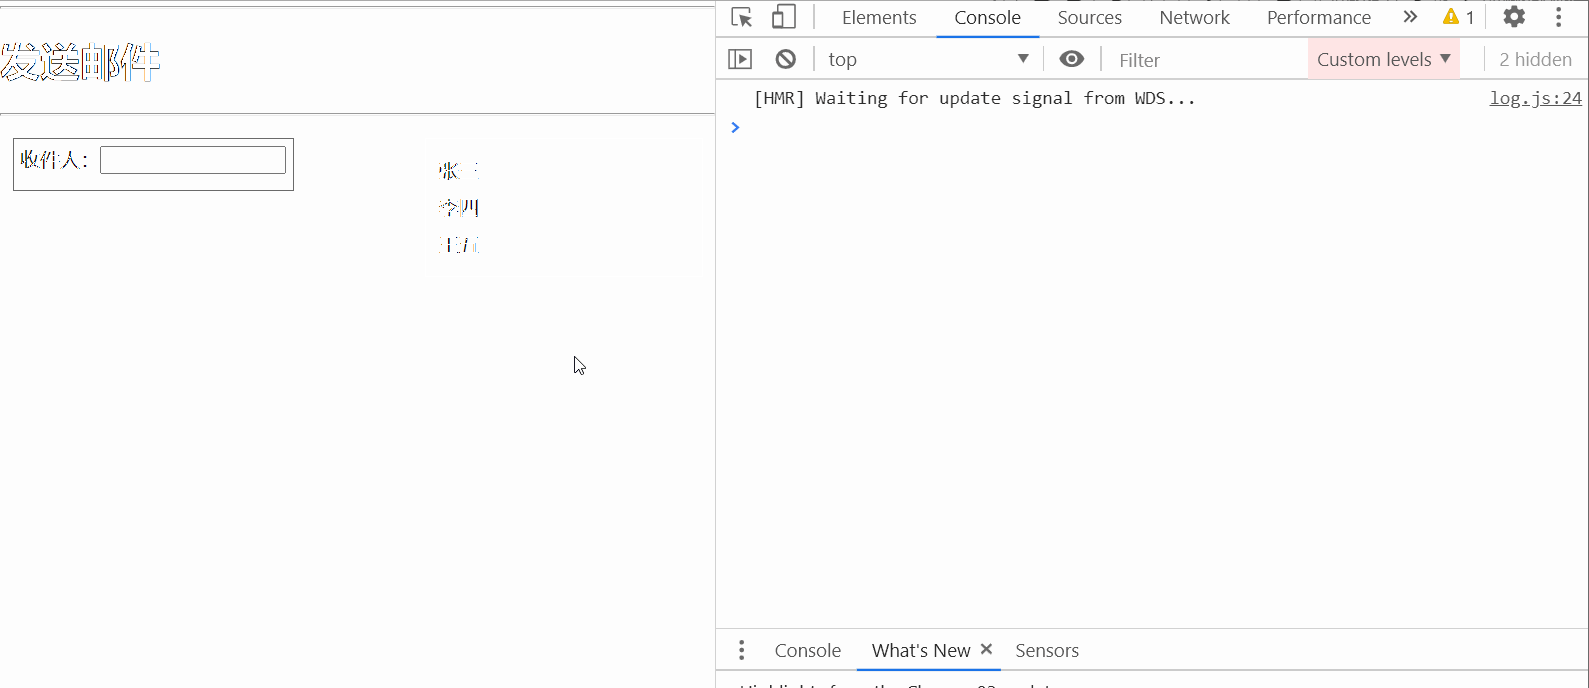 发送邮件
收件人：
张三
李四
王五
Elements Console Sources Network Performance » 1
top Filter Custom levels 2 hidden
[HMR] Waiting for update signal from WDS... log.js:24
Console What's New Sensors